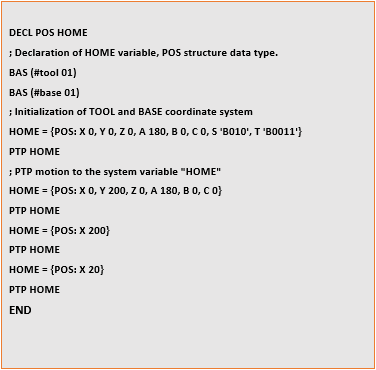 DECL POS HOME
; Declaration of HOME variable, POS structure data type.
BAS (#tool 01)
BAS (#base 01)
; Initialization of TOOL and BASE coordinate system
HOME = {POS: X 0, Y 0, Z 0, A 180, B 0, C 0, S 'B010', T 'B0011'}
PTP HOME
; PTP motion to the system variable "HOME"
HOME = {POS: X 0, Y 200, Z 0, A 180, B 0, C 0}
PTP HOME
HOME = {POS: X 200}
PTP HOME
HOME = {POS: X 20}
PTP HOME
END